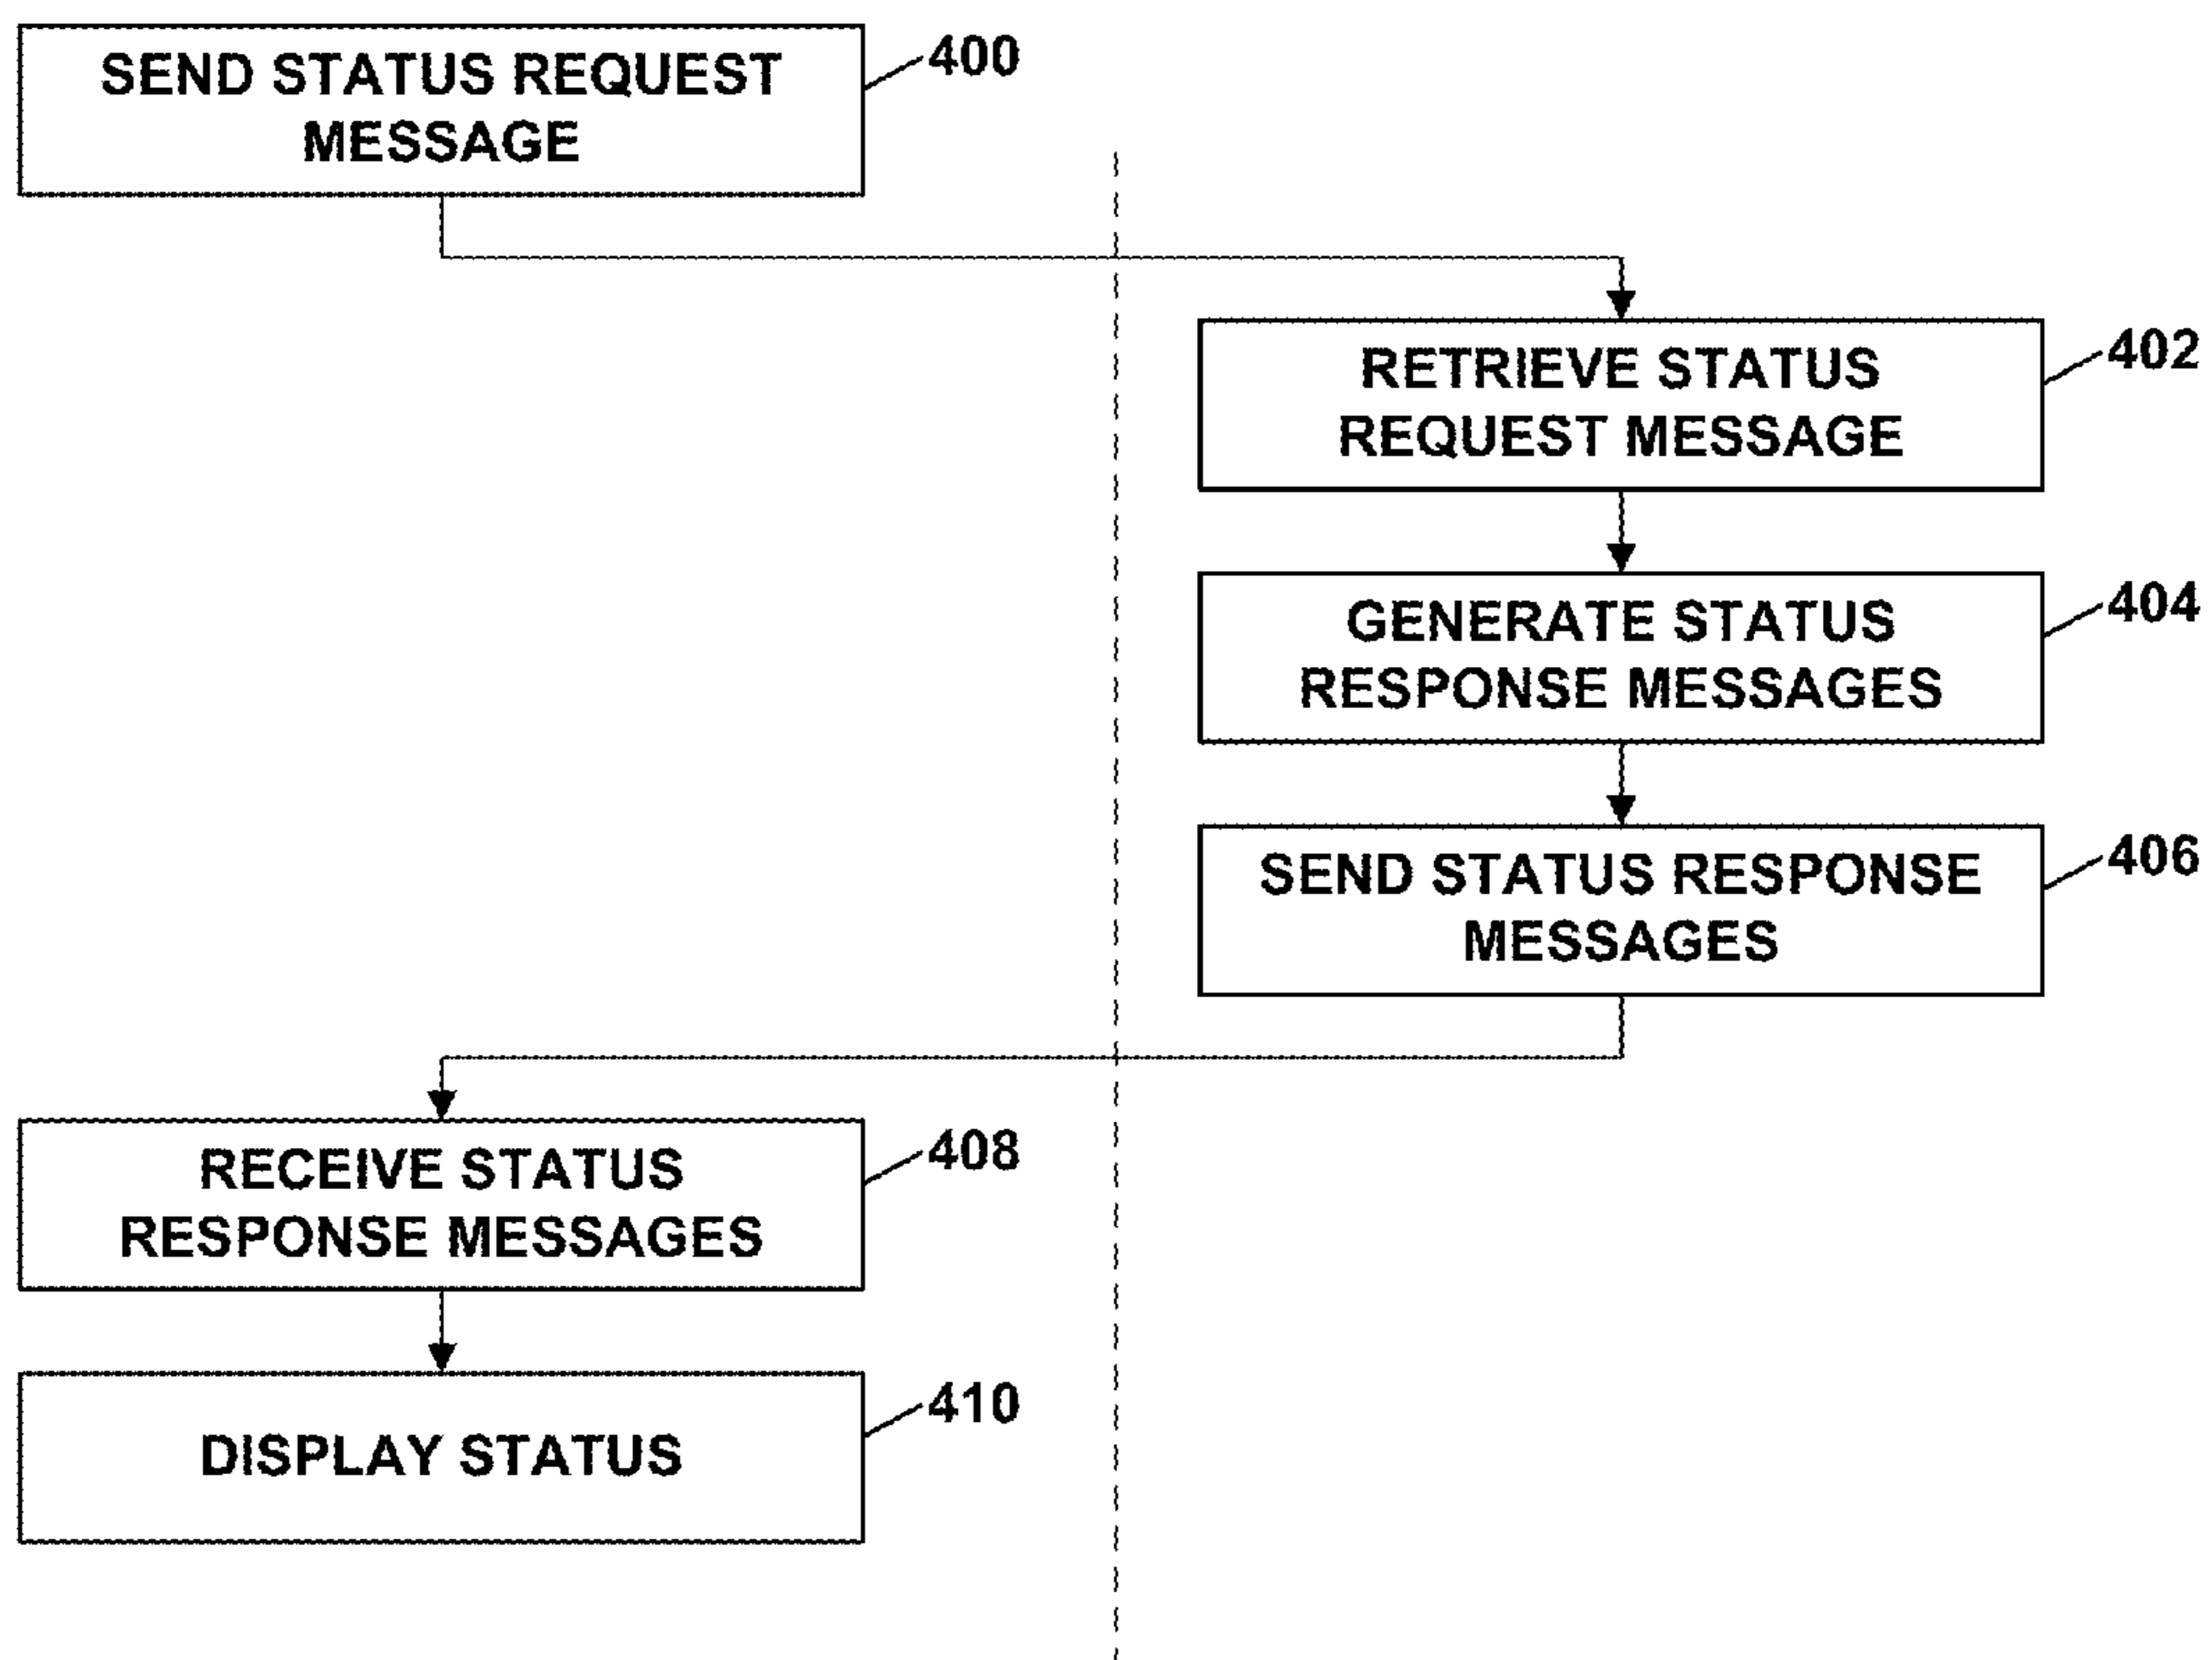 SEND STATUS REQUEST
MESSAGE
400
RETRIEVE STATUS
REQUEST MESSAGE
402
GENERATE STATUS
RESPONSE MESSAGES
404
SEND STATUS RESPONSE
MESSAGES
406
RECEIVE STATUS
RESPONSE MESSAGES
408
DISPLAY STATUS
410